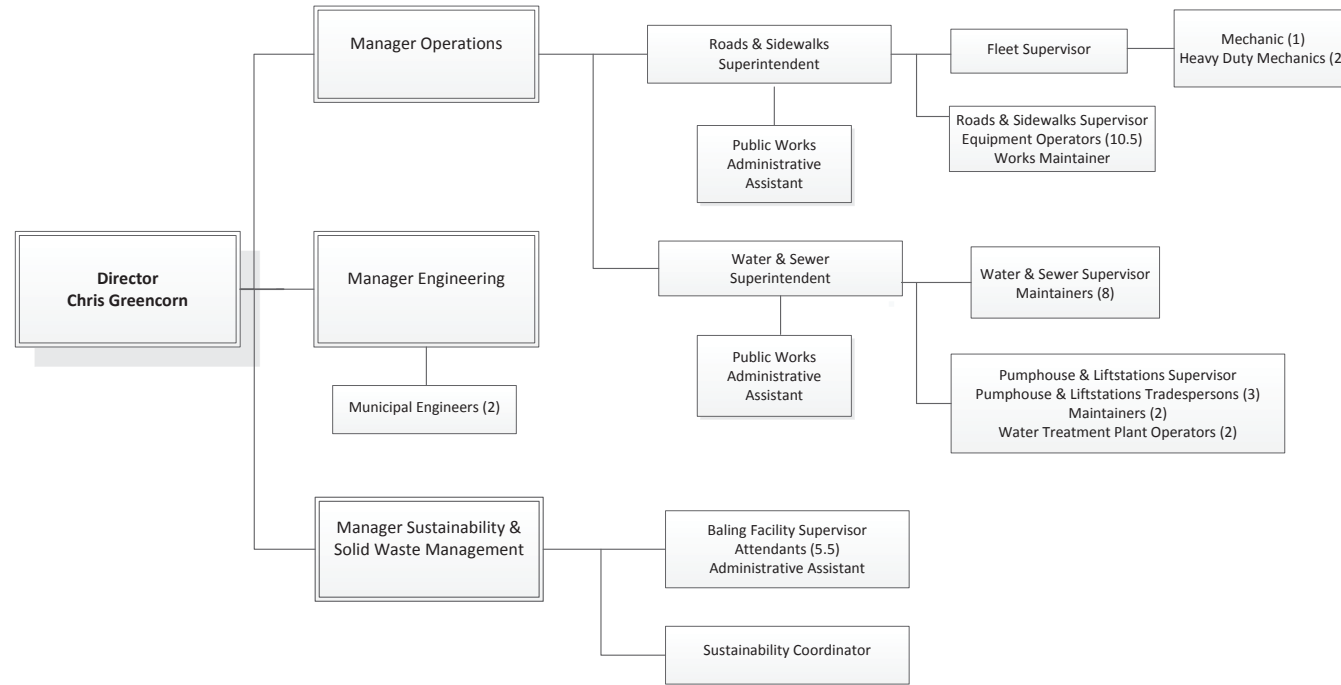 Manager Operations
Roads & Sidewalks
Superintendent
Fleet Supervisor
Mechanic (1)
Heavy Duty Mechanics (2
Public Works
Administrative
Assistant
Roads & Sidewalks Supervisor
Equipment Operators (10.5)
Works Maintainer
Director
Chris Greencorn
Manager Engineering
Municipal Engineers (2)
Water & Sewer
Superintendent
Water & Sewer Supervisor
Maintainers (8)
Public Works
Administrative
Assistant
Pumphouse & Liftstations Supervisor
Pumphouse & Liftstations Tradespersons (3)
Maintainers (2)
Water Treatment Plant Operators (2)
Manager Sustainability &
Solid Waste Management
Baling Facility Supervisor
Attendants (5.5)
Administrative Assistant
Sustainability Coordinator